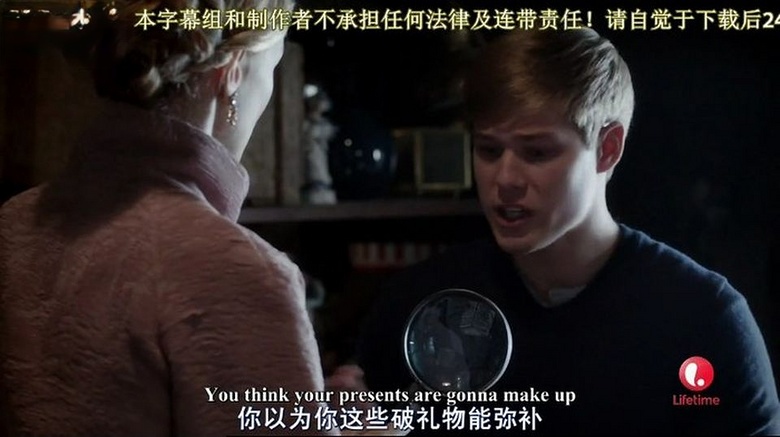 本字幕组和制作者不承担任何法律及连带责任！请自觉于下载后24
You think your presents are gonna make up
你以为你这些破礼物能弥补
Lifetime